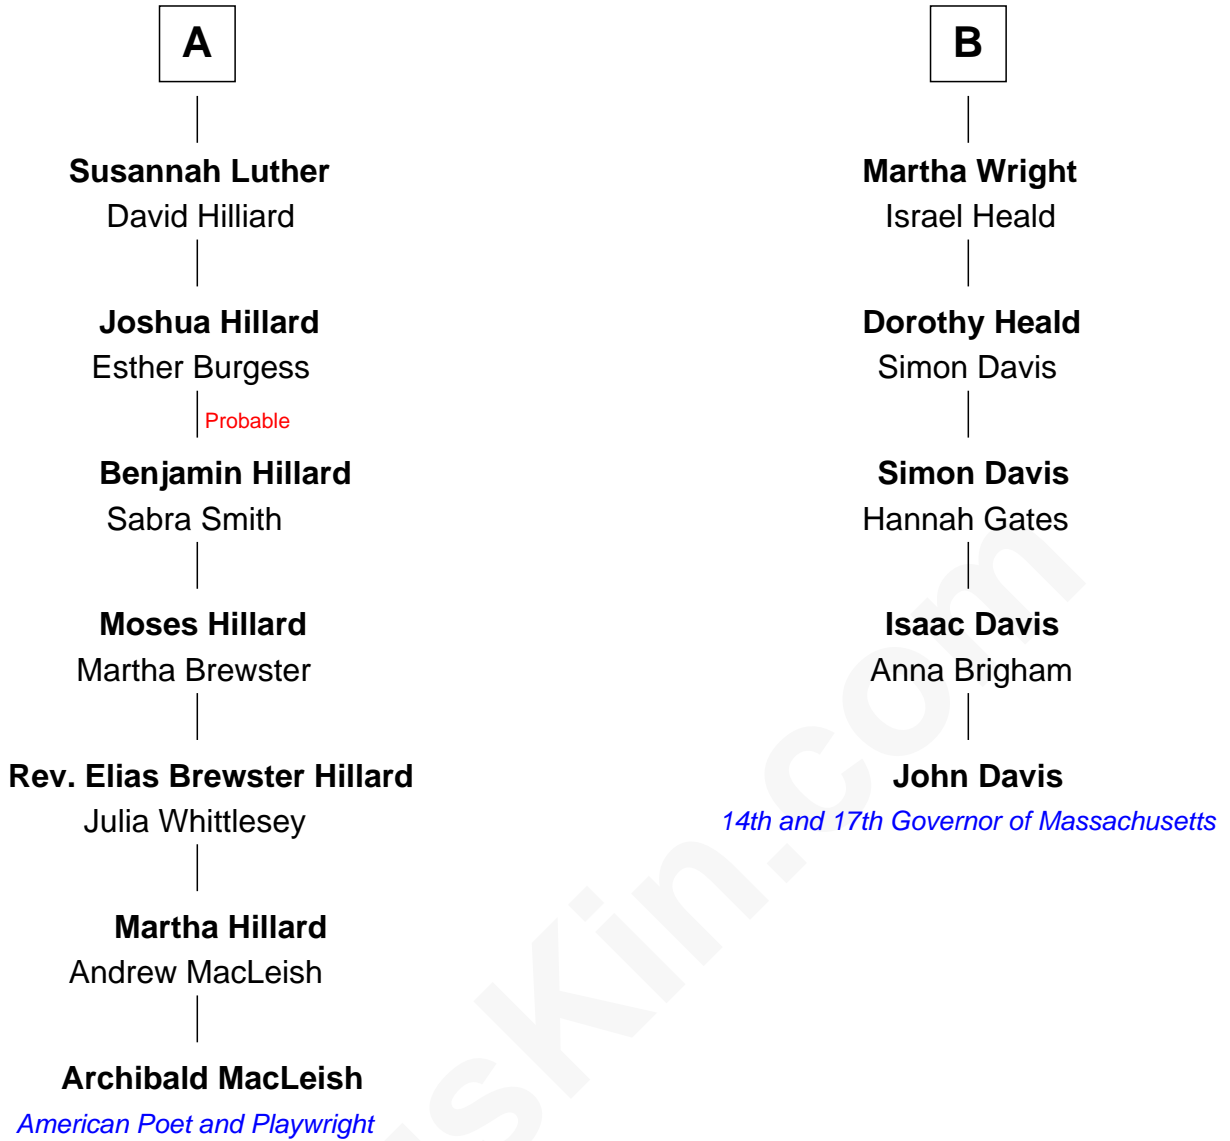 A
Susannah Luther
David Hilliard
Joshua Hillard
Esther Burgess
Probable
Benjamin Hillard
Sabra Smith
Moses Hillard
Martha Brewster
Rev. Elias Brewster Hillard
Julia Whittlesey
Martha Hillard
Andrew MacLeish
Archibald MacLeish
American Poet and Playwright
B
Martha Wright
Israel Heald
Dorothy Heald
Simon Davis
Simon Davis
Hannah Gates
Isaac Davis
Anna Brigham
John Davis
14th and 17th Governor of Massachusetts